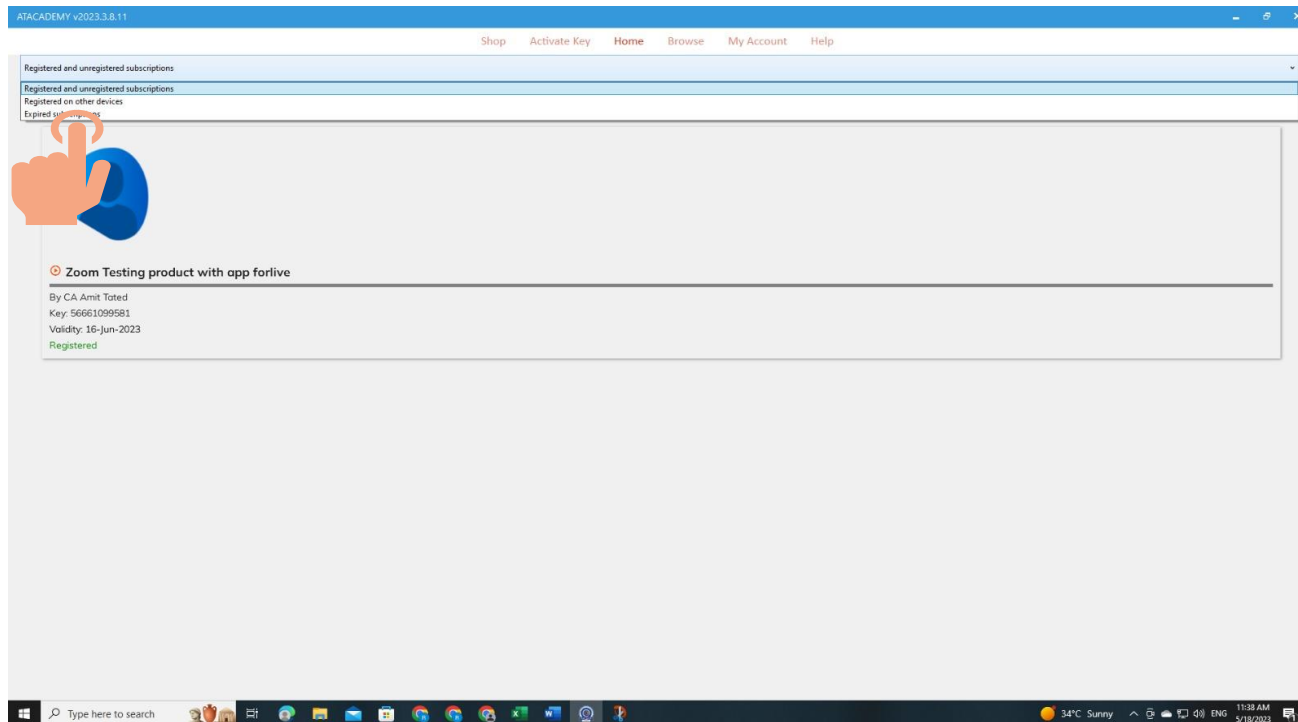 ATACADEMY v2023.3.8.11
Shop Activate Key Home Browse My Account Help
Registered and unregistered subscriptions
Registered and unregistered subscriptions
Registered on other devices
Expired subscriptions
Zoom Testing product with app forlive
By CA Amit Tated
Key: 56661099581
Validity: 16-Jun-2023
Registered
Type here to search
34°C Sunny
ENG
11:38 AM
5/18/2023